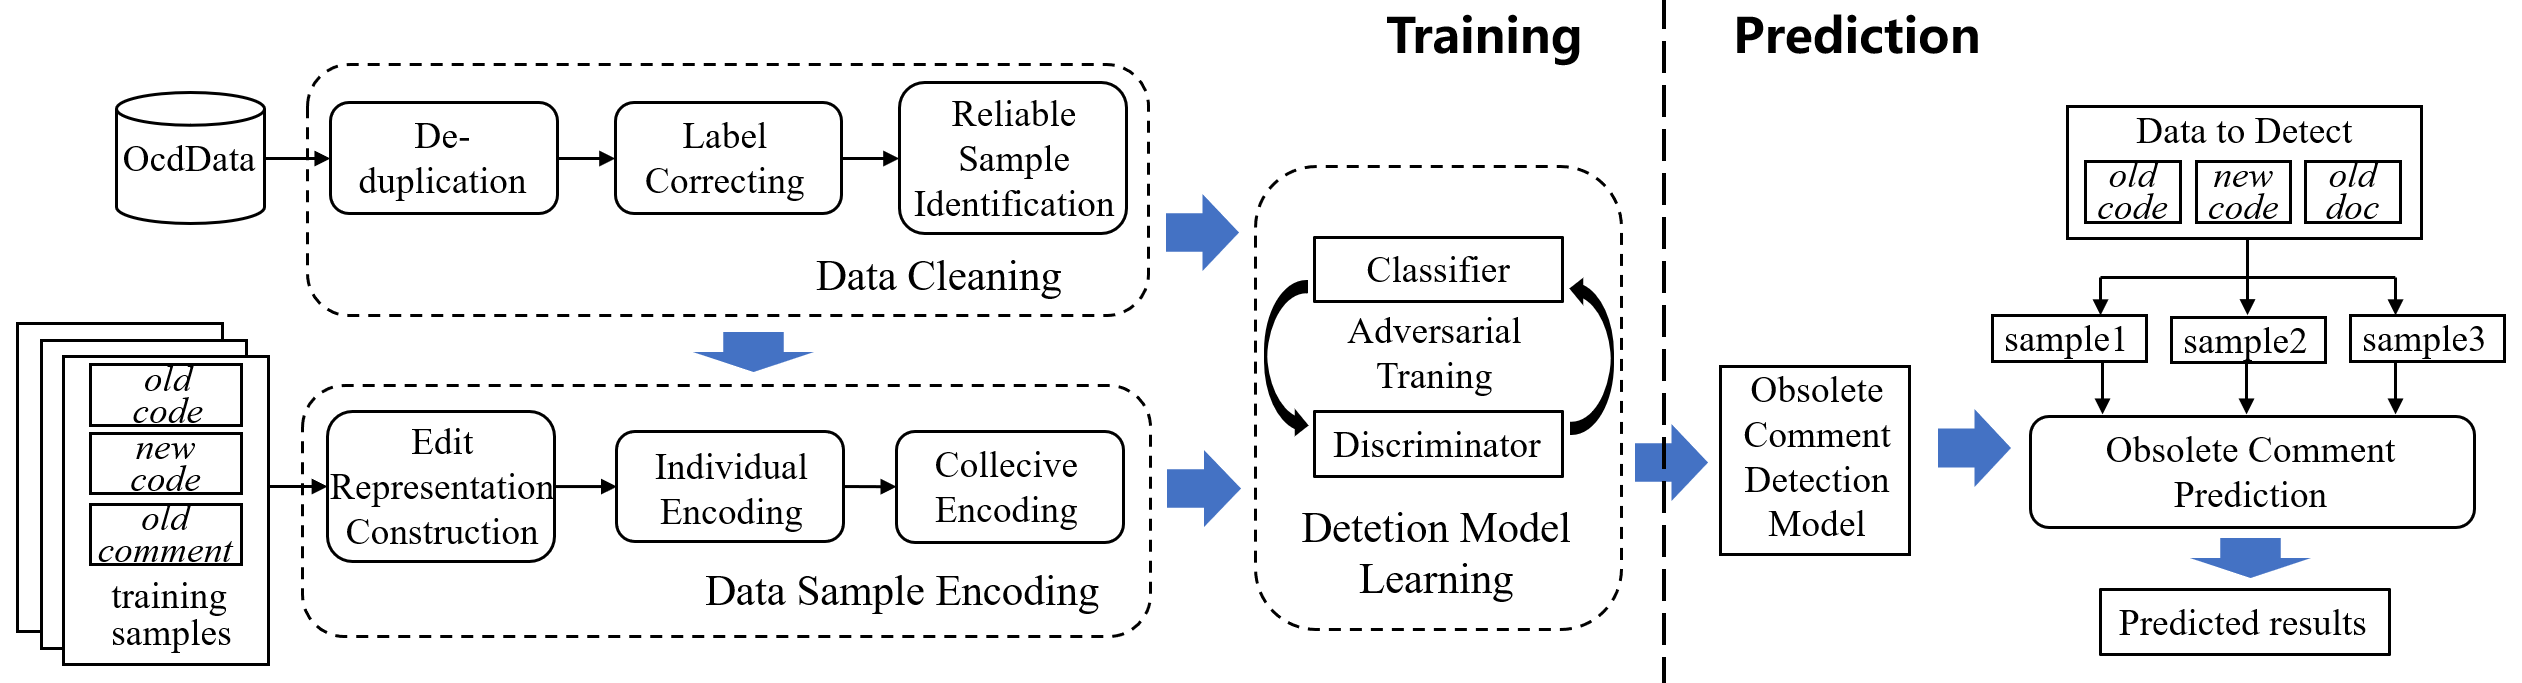 Training
Prediction
OcdData
De-
duplication
Label
Correcting
Reliable
Sample
Identification
Data Cleaning
old
code
new
code
old
comment
training
samples
Edit
Representation
Construction
Individual
Encoding
Collecive
Encoding
Data Sample Encoding
Classifier
Adversarial
Traning
Discriminator
Detetion Model
Learning
Obsolete
Comment
Detection
Model
Data to Detect
old
code
new
code
old
doc
sample1
sample2
sample3
Obsolete Comment
Prediction
Predicted results